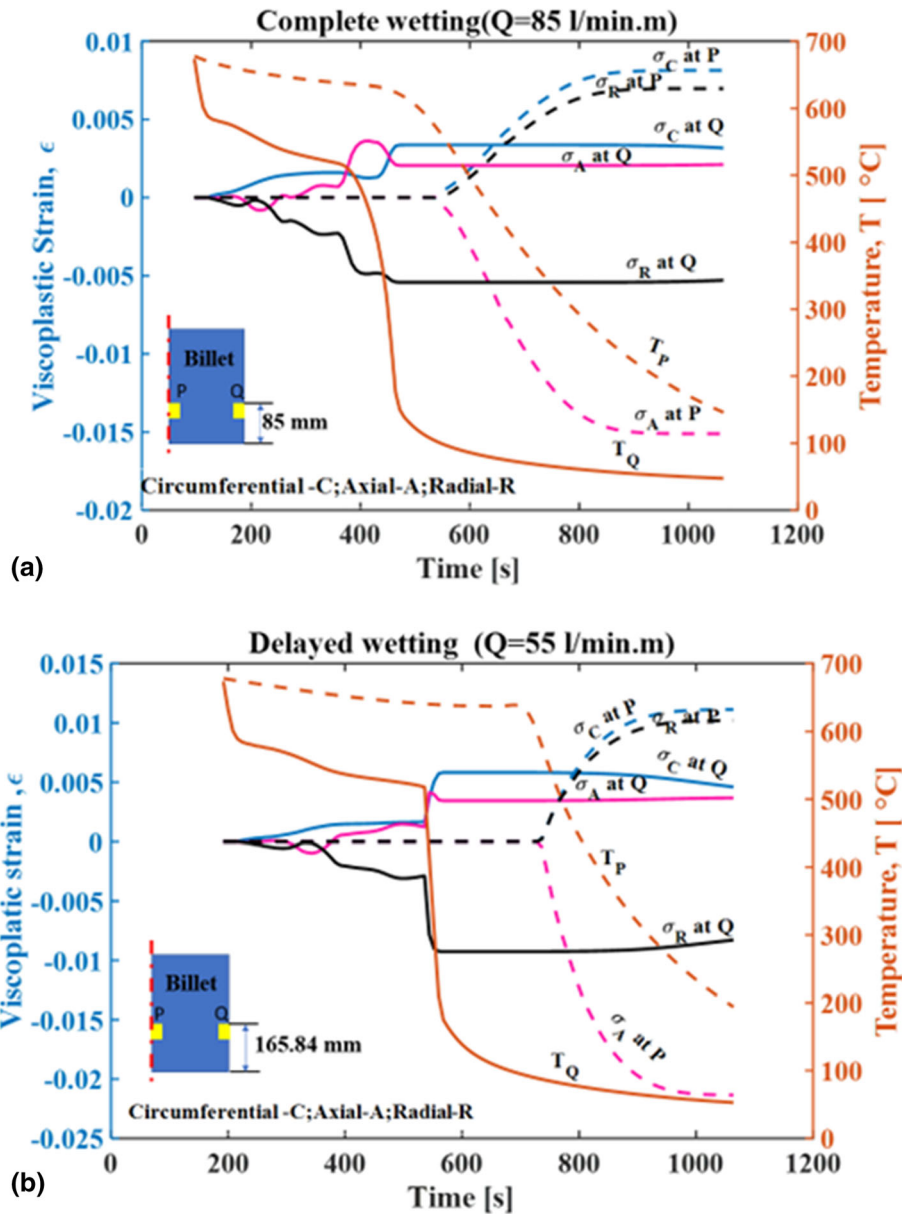 Complete wetting(Q=85 l/min.m)
0.01
0.005
0
-0.005
-0.01
-0.015
-0.02
Viscoplastic Strain, ϵ
700
600
500
400
300
200
100
0
Temperature, T [ °C]
σC at P
σR at P
σC at Q
σA at Q
σR at Q
TP
σA at P
TQ
Billet
P
Q
85 mm
Circumferential -C;Axial-A;Radial-R
0
200
400
600
800
1000
1200
Time [s]
(a)
Delayed wetting (Q=55 l/min.m)
0.015
0.01
0.005
0
-0.005
-0.01
-0.015
-0.02
-0.025
Viscoplatic strain ,ϵ
700
600
500
400
300
200
100
0
Temperature, T [ °C]
σC at P
σR at P
σC at Q
σA at Q
TP
σR at Q
σA at P
TQ
Billet
P
Q
165.84 mm
Circumferential -C;Axial-A;Radial-R
0
200
400
600
800
1000
1200
Time [s]
(b)